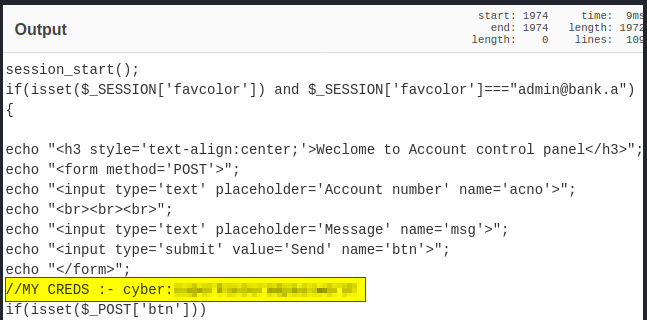 Output
start: 1974 time: 9ms
end: 1974 length: 1972
length: 0 lines: 109
session_start();
if(isset($_SESSION['favcolor']) and $_SESSION['favcolor']==="admin@bank.a")
{
echo "<h3 style='text-align:center;'>Weclome to Account control panel</h3>";
echo "<form method='POST'>";
echo "<input type='text' placeholder='Account number' name='acno'>";
echo "<br><br><br>";
echo "<input type='text' placeholder='Message' name='msg'>";
echo "<input type='submit' value='Send' name='btn'>";
echo "</form>";
//MY CREDS :- cyber:
if(isset($_POST['btn']))